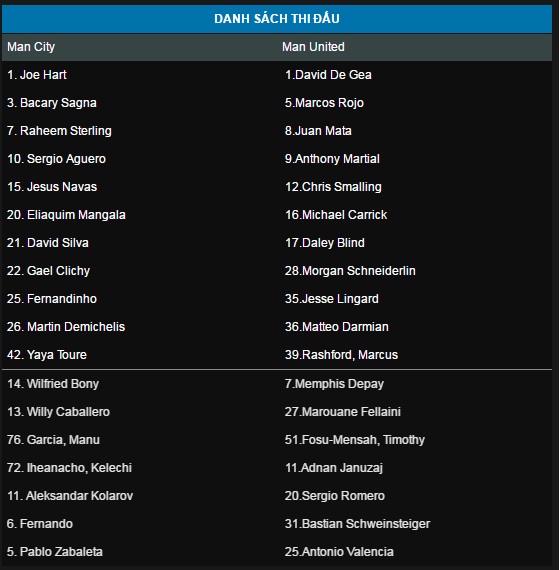 DANH SÁCH THI ĐẤU
Man City Man United
1. Joe Hart 1.David De Gea
3. Bacary Sagna 5.Marcos Rojo
7. Raheem Sterling 8.Juan Mata
10. Sergio Aguero 9.Anthony Martial
15. Jesus Navas 12.Chris Smalling
20. Eliaquim Mangala 16.Michael Carrick
21. David Silva 17.Daley Blind
22. Gael Clichy 28.Morgan Schneiderlin
25. Fernandinho 35.Jesse Lingard
26. Martin Demichelis 36.Matteo Darmian
42. Yaya Toure 39.Rashford, Marcus
14. Wilfried Bony 7.Memphis Depay
13. Willy Caballero 27.Marouane Fellaini
76. Garcia, Manu 51.Fosu-Mensah, Timothy
72. Iheanacho, Kelechi 11.Adnan Januzaj
11. Aleksandar Kolarov 20.Sergio Romero
6. Fernando 31.Bastian Schweinsteiger
5. Pablo Zabaleta 25.Antonio Valencia